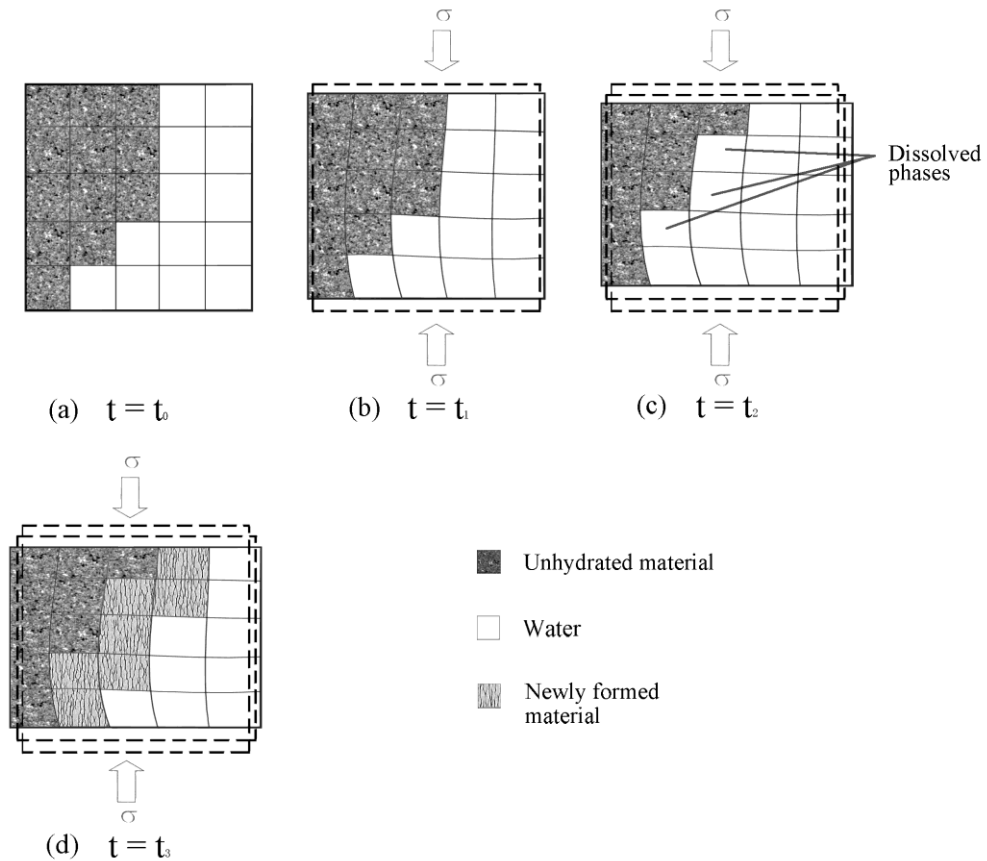 σ
σ
Dissolved
phases
σ
σ
(a) t = t₀
(b) t = t₁
(c) t = t₂
σ
Unhydrated material
Water
Newly formed
material
σ
(d) t = t₃